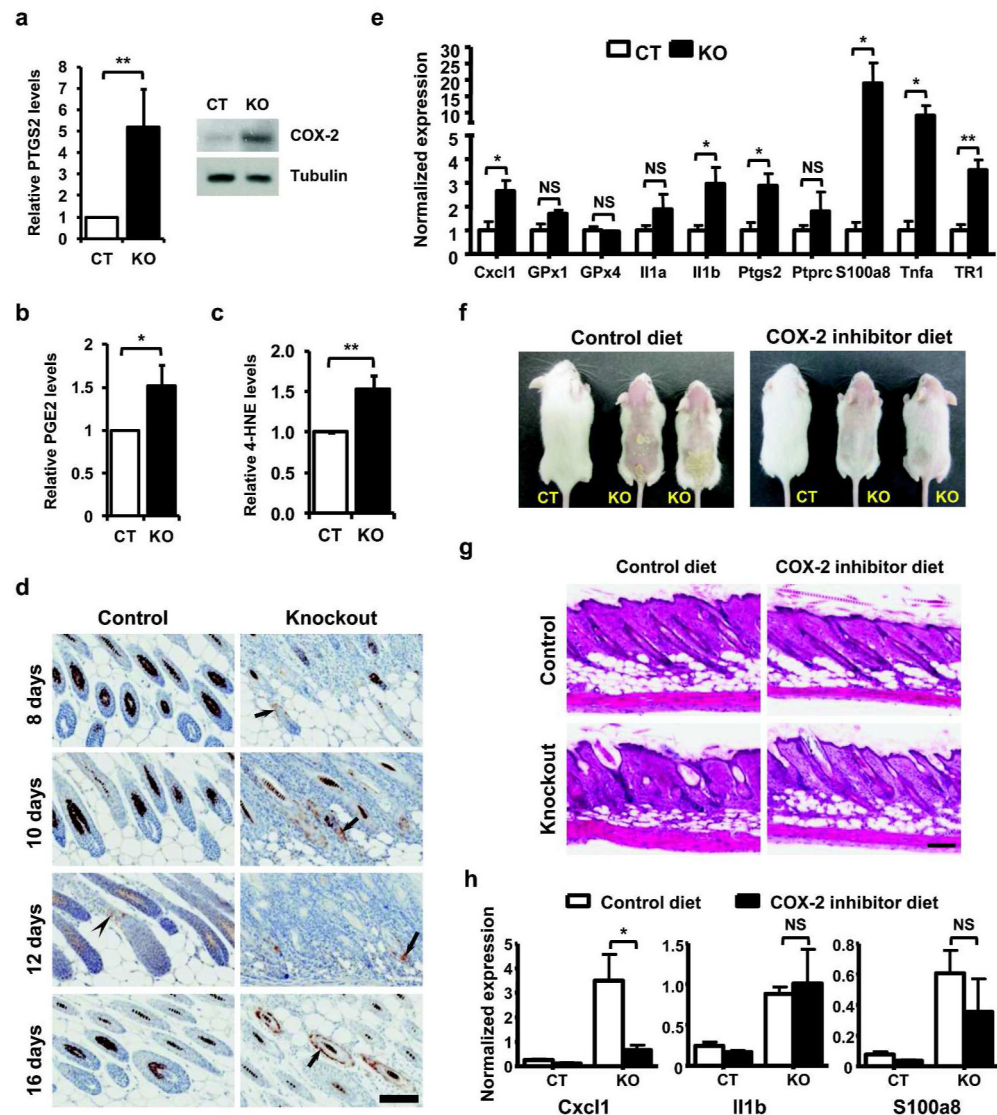 a
Relative PTGS2 levels
8
7
6
5
4
3
2
1
0
**
CT KO
CT KO
COX-2
Tubulin
b
Relative PGE2 levels
2
1.5
1
0.5
0
*
CT KO
c
Relative 4-HNE levels
2.0
1.5
1.0
0.5
0.0
**
CT KO
d
Control Knockout
8 days
10 days
12 days
16 days
e
Normalized expression
30
25
20
15
10
5
4
3
2
1
0
CT KO
* NS NS NS * * NS * * **
Cxcl1 GPx1 GPx4 Il1a Il1b Ptgs2 Ptprc S100a8 Tnfa TR1
f
Control diet COX-2 inhibitor diet
CT KO KO CT KO KO
g
Control diet COX-2 inhibitor diet
Control
Knockout
h
Control diet COX-2 inhibitor diet
Normalized expression
5
4
3
2
1
0
*
CT KO
Cxcl1
1.5
1.0
0.5
0.0
NS
CT KO
Il1b
0.8
0.6
0.4
0.2
0
NS
CT KO
S100a8